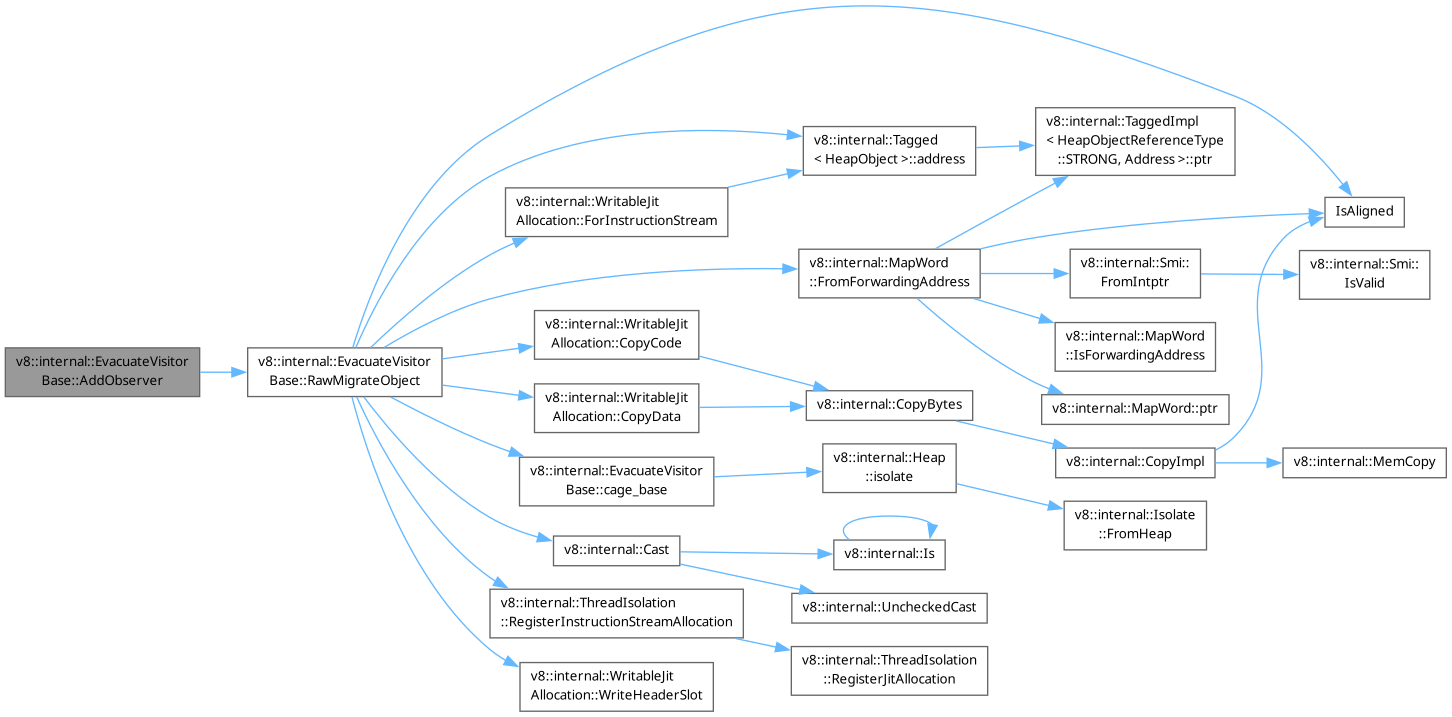 v8::internal::EvacuateVisitor
Base::AddObserver
v8::internal::EvacuateVisitor
Base::RawMigrateObject
v8::internal::WritableJit
Allocation::ForInstructionStream
v8::internal::WritableJit
Allocation::CopyCode
v8::internal::WritableJit
Allocation::CopyData
v8::internal::EvacuateVisitor
Base::cage_base
v8::internal::Cast
v8::internal::ThreadIsolation
::RegisterInstructionStreamAllocation
v8::internal::WritableJit
Allocation::WriteHeaderSlot
v8::internal::Tagged
< HeapObject >::address
v8::internal::MapWord
::FromForwardingAddress
v8::internal::CopyBytes
v8::internal::Heap
::isolate
v8::internal::Is
v8::internal::UncheckedCast
v8::internal::ThreadIsolation
::RegisterJitAllocation
v8::internal::TaggedImpl
< HeapObjectReferenceType
::STRONG, Address >::ptr
v8::internal::Smi::
FromIntptr
v8::internal::MapWord
::IsForwardingAddress
v8::internal::MapWord::ptr
v8::internal::CopyImpl
v8::internal::Isolate
::FromHeap
IsAligned
v8::internal::Smi::
IsValid
v8::internal::MemCopy